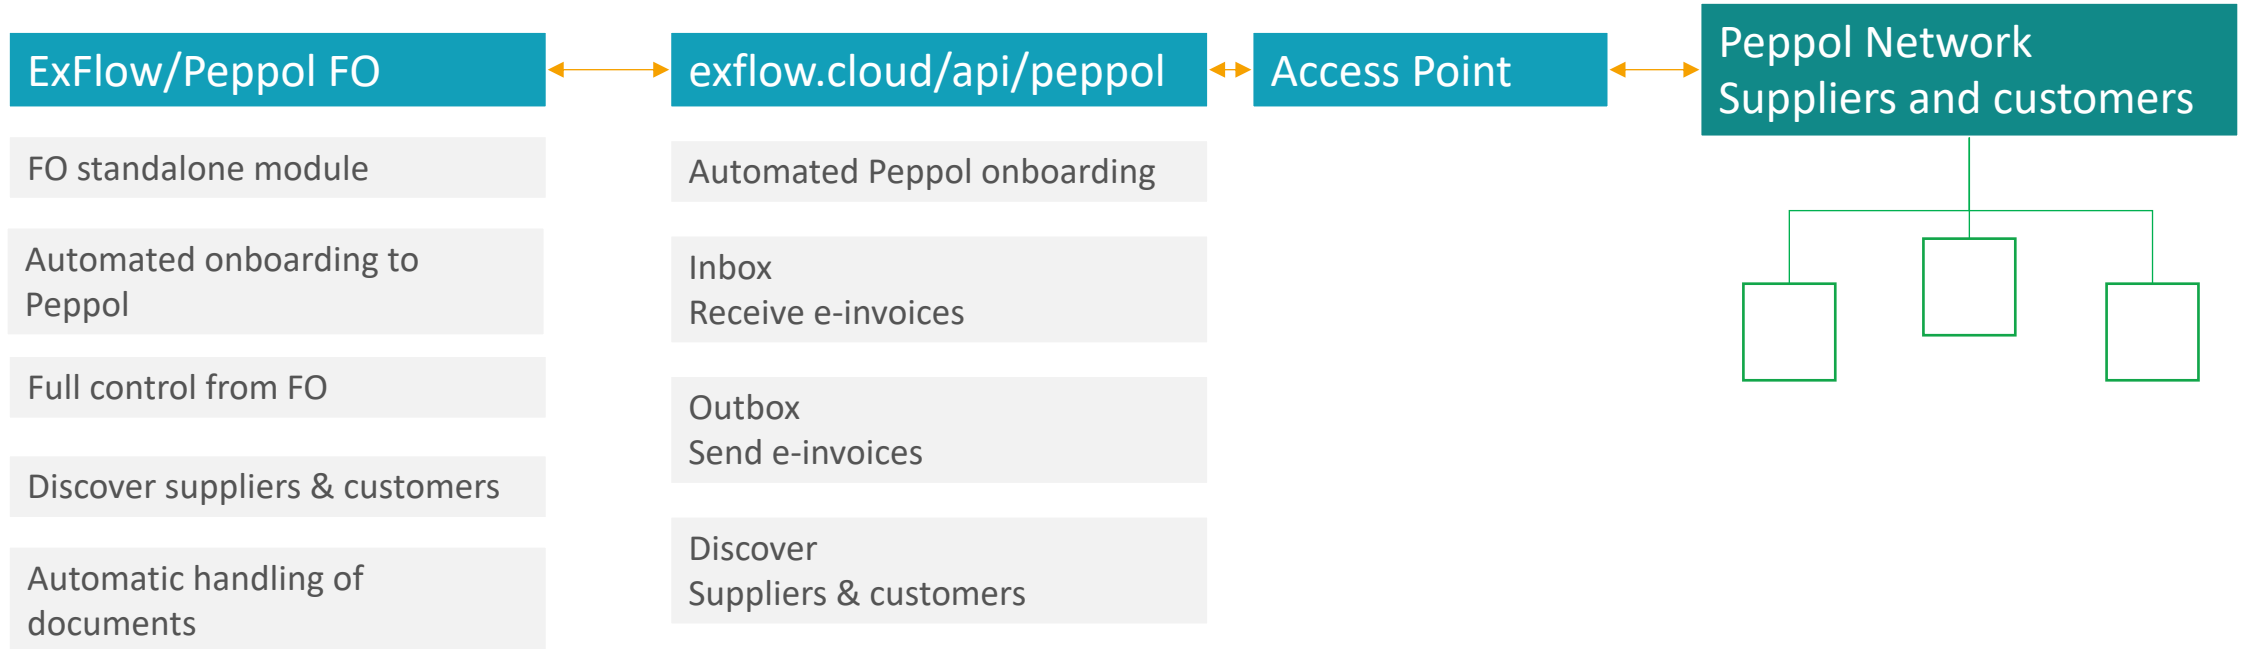 ExFlow/Peppol FO
FO standalone module
Automated onboarding to
Peppol
Full control from FO
Discover suppliers & customers
Automatic handling of
documents
exflow.cloud/api/peppol
Automated Peppol onboarding
Inbox
Receive e-invoices
Outbox
Send e-invoices
Discover
Suppliers & customers
Access Point
Peppol Network
Suppliers and customers